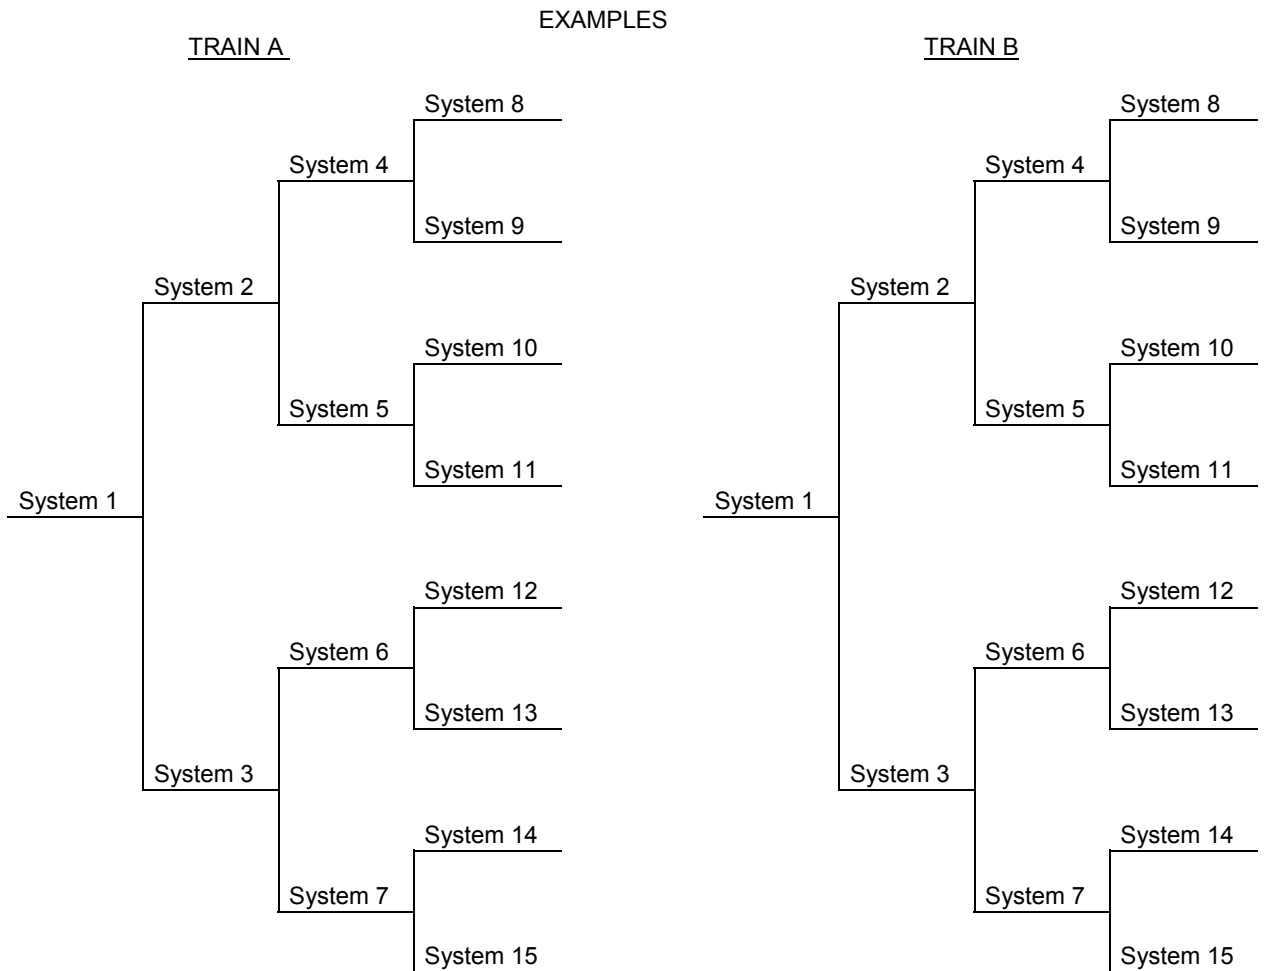 EXAMPLES
TRAIN A
TRAIN B
System 8
System 8
System 4
System 4
System 9
System 9
System 2
System 2
System 10
System 10
System 5
System 5
System 11
System 11
System 1
System 1
System 12
System 12
System 6
System 6
System 13
System 13
System 3
System 3
System 14
System 14
System 7
System 7
System 15
System 15